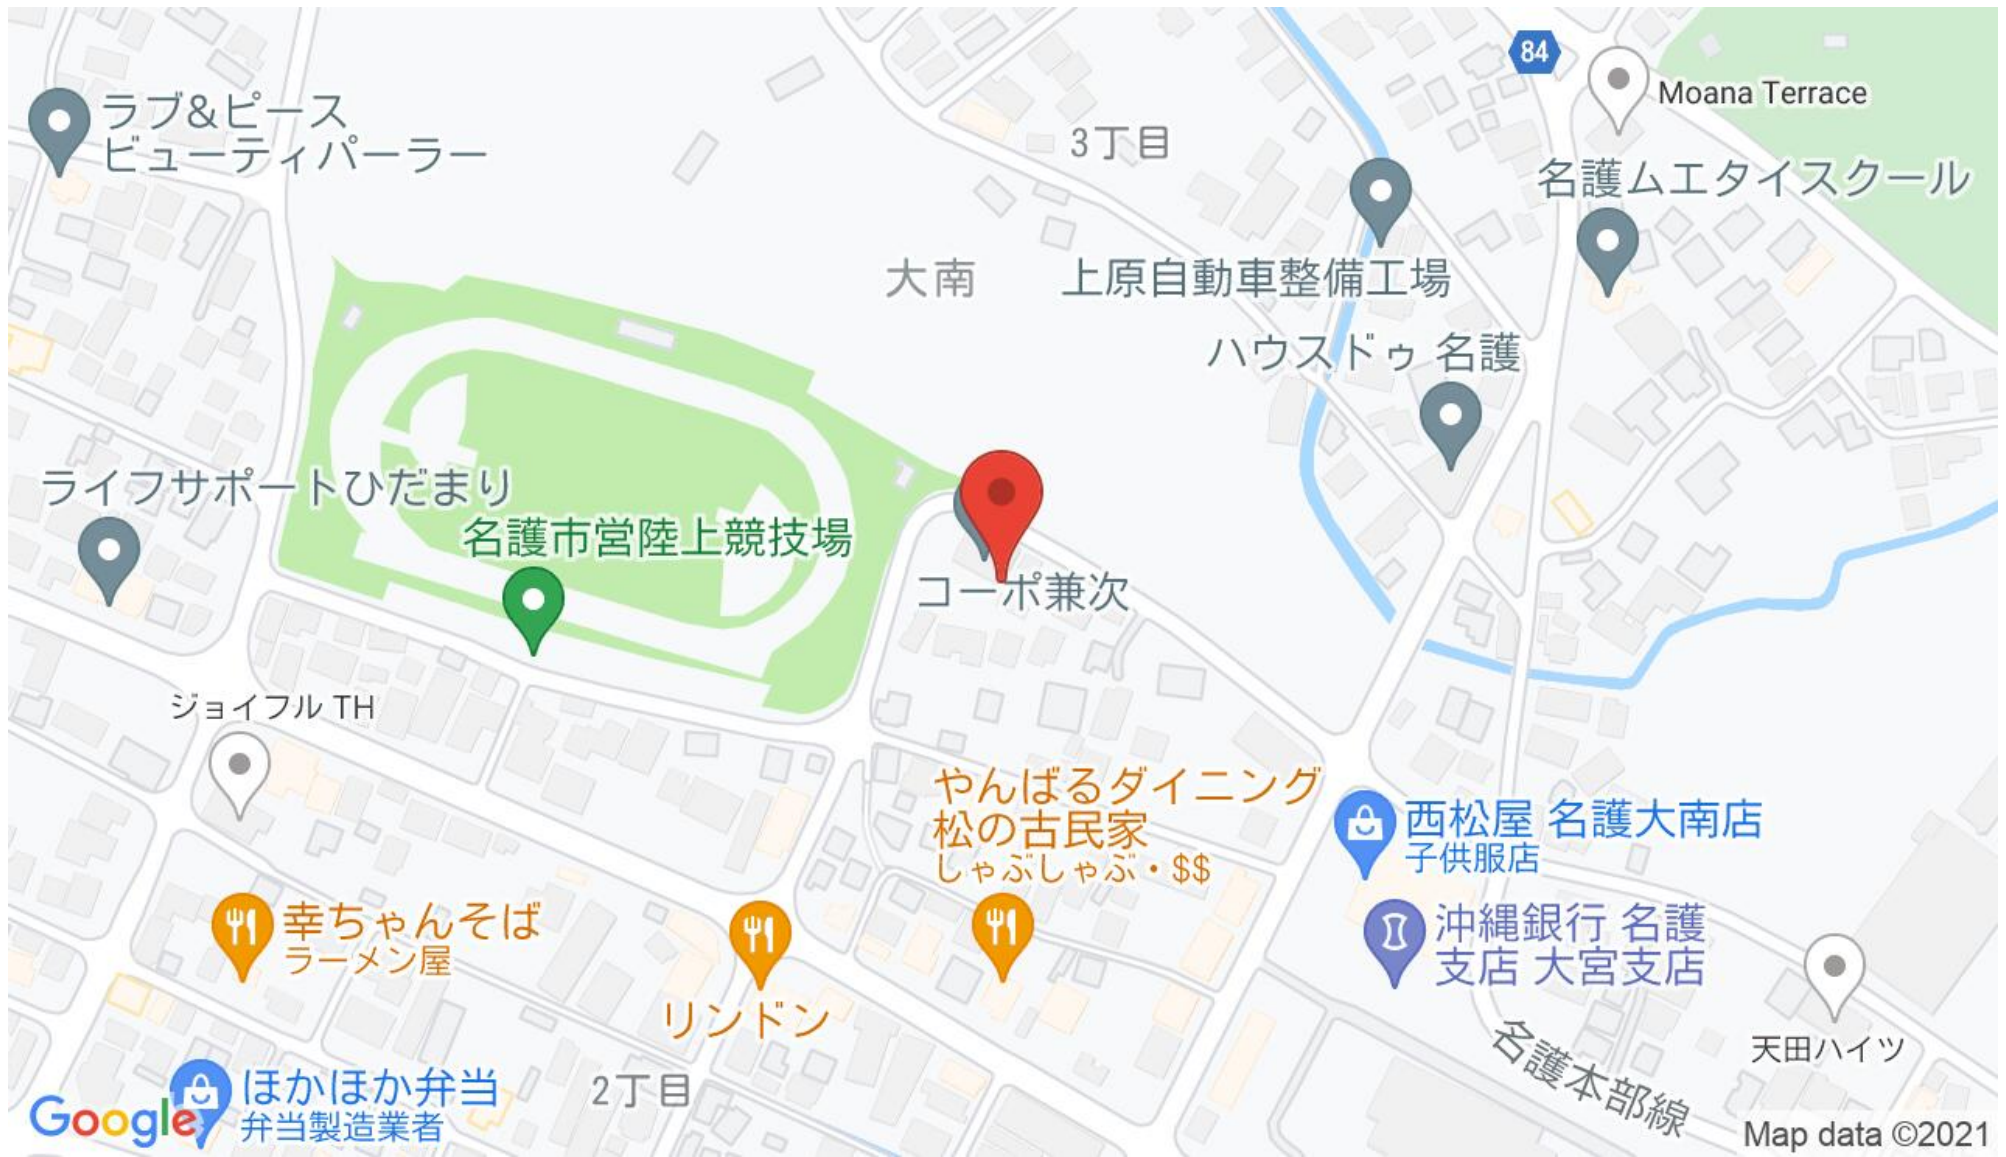 84
Moana Terrace
ラブ&ピース
ビューティパーラー
3丁目
名護ムエタイスクール
大南
上原自動車整備工場
ハウスドゥ 名護
ライフサポートひだまり
名護市営陸上競技場
コーポ兼次
ジョイフル TH
やんばるダイニング
松の古民家
しゃぶしゃぶ・$$
西松屋 名護大南店
子供服店
幸ちゃんそば
ラーメン屋
沖縄銀行 名護
支店 大宮支店
リンドン
天田ハイツ
名護本部線
ほかほか弁当
弁当製造業者
2丁目
Google
Map data ©2021